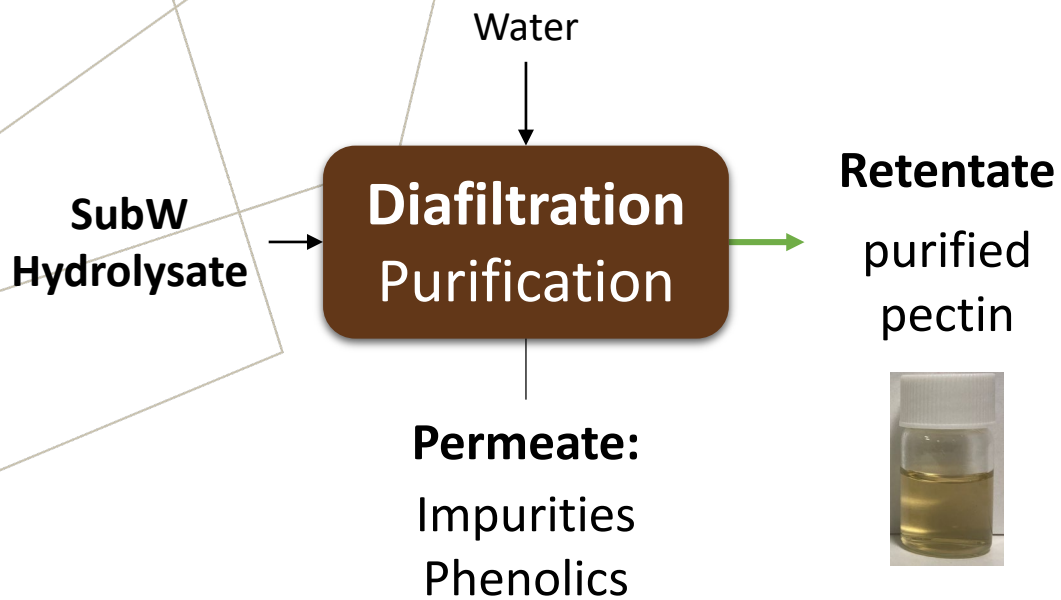 Water
SubW
Hydrolysate
Diafiltration
Purification
Retentate
purified
pectin
Permeate:
Impurities
Phenolics